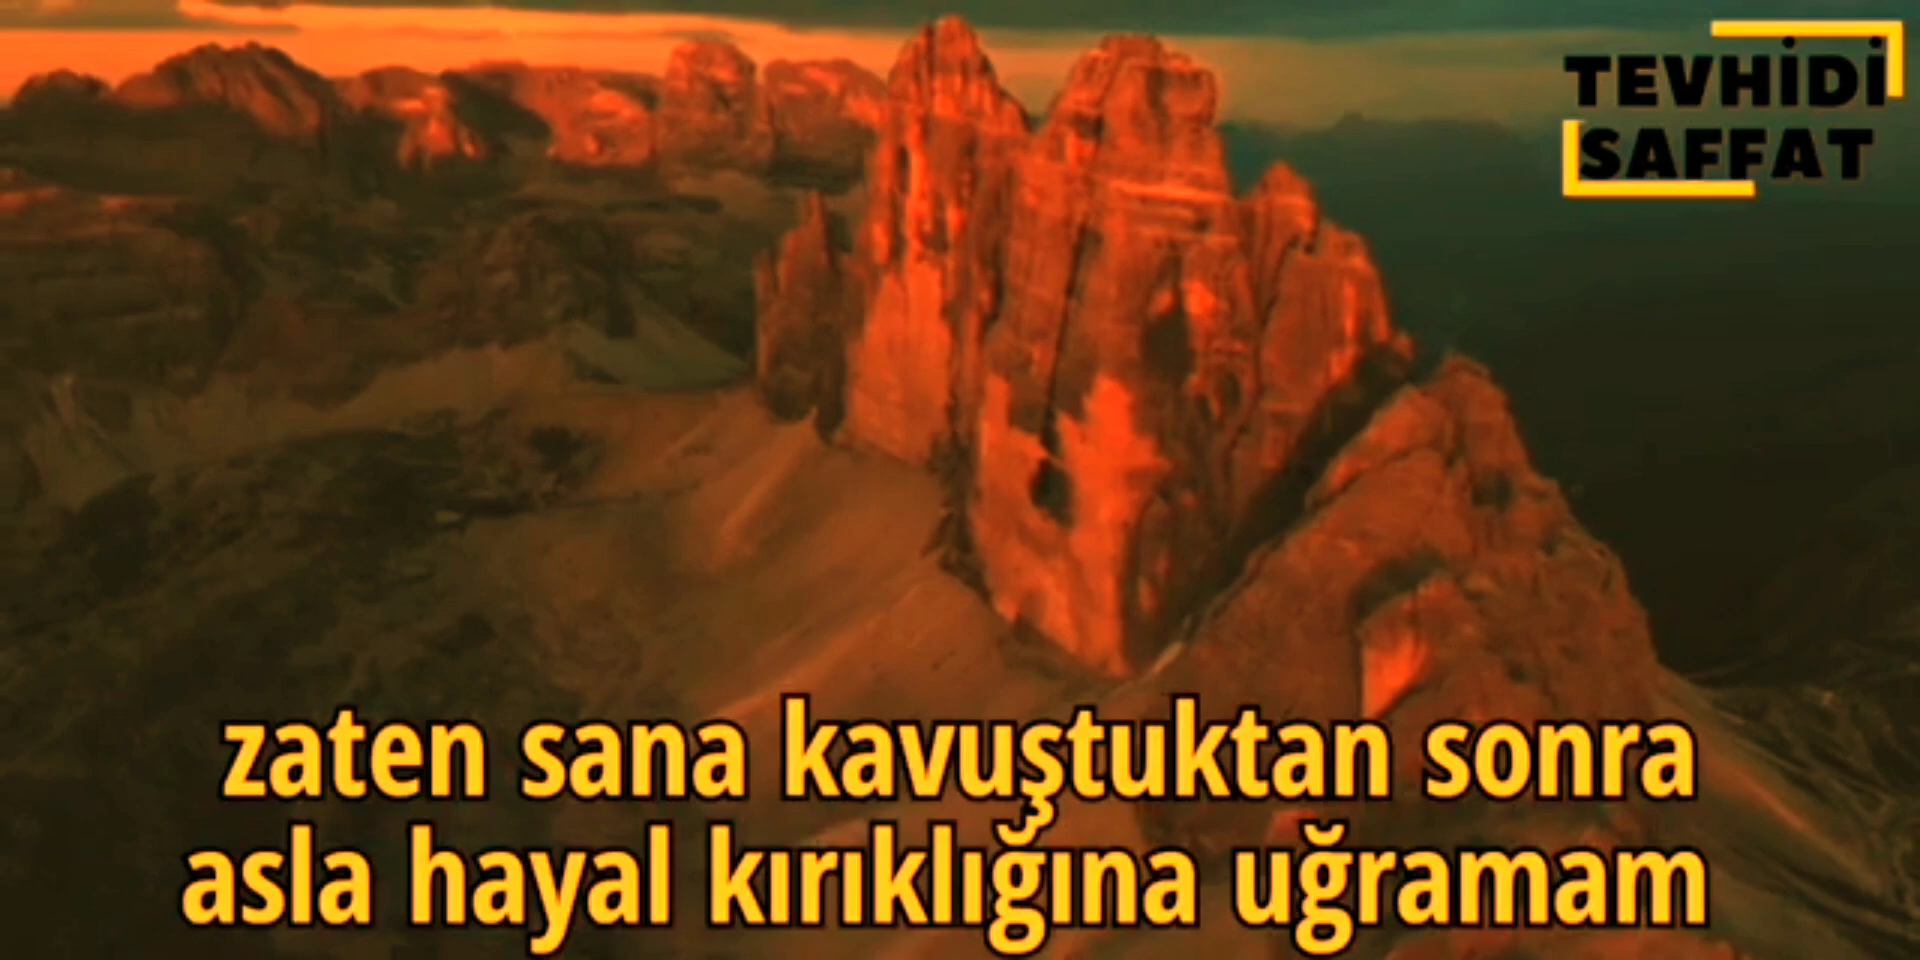 TEVHİDİ
SAFFAT
zaten sana kavuştuktan sonra
asla hayal kırıklığına uğramam